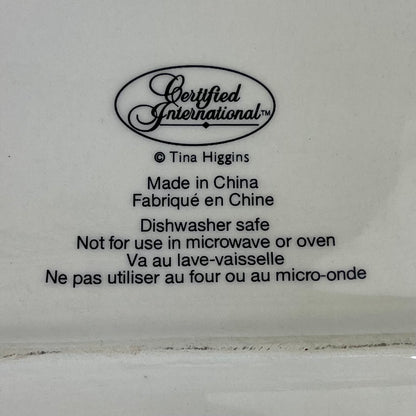 Certified
International™
© Tina Higgins
Made in China
Fabriqué en Chine
Dishwasher safe
Not for use in microwave or oven
Va au lave-vaisselle
Ne pas utiliser au four ou au micro-onde